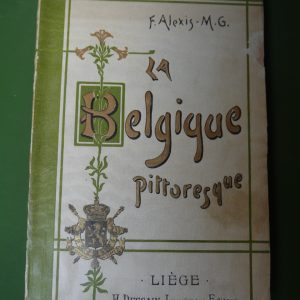 F. Alexis-M.G.
LA
Belgique
pittoresque
· LIÈGE ·
H. DESSAIN